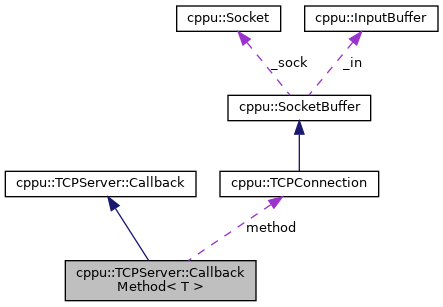 cppu::Socket
cppu::InputBuffer
_sock
_in
cppu::SocketBuffer
cppu::TCPServer::Callback
cppu::TCPConnection
method
cppu::TCPServer::Callback
Method< T >